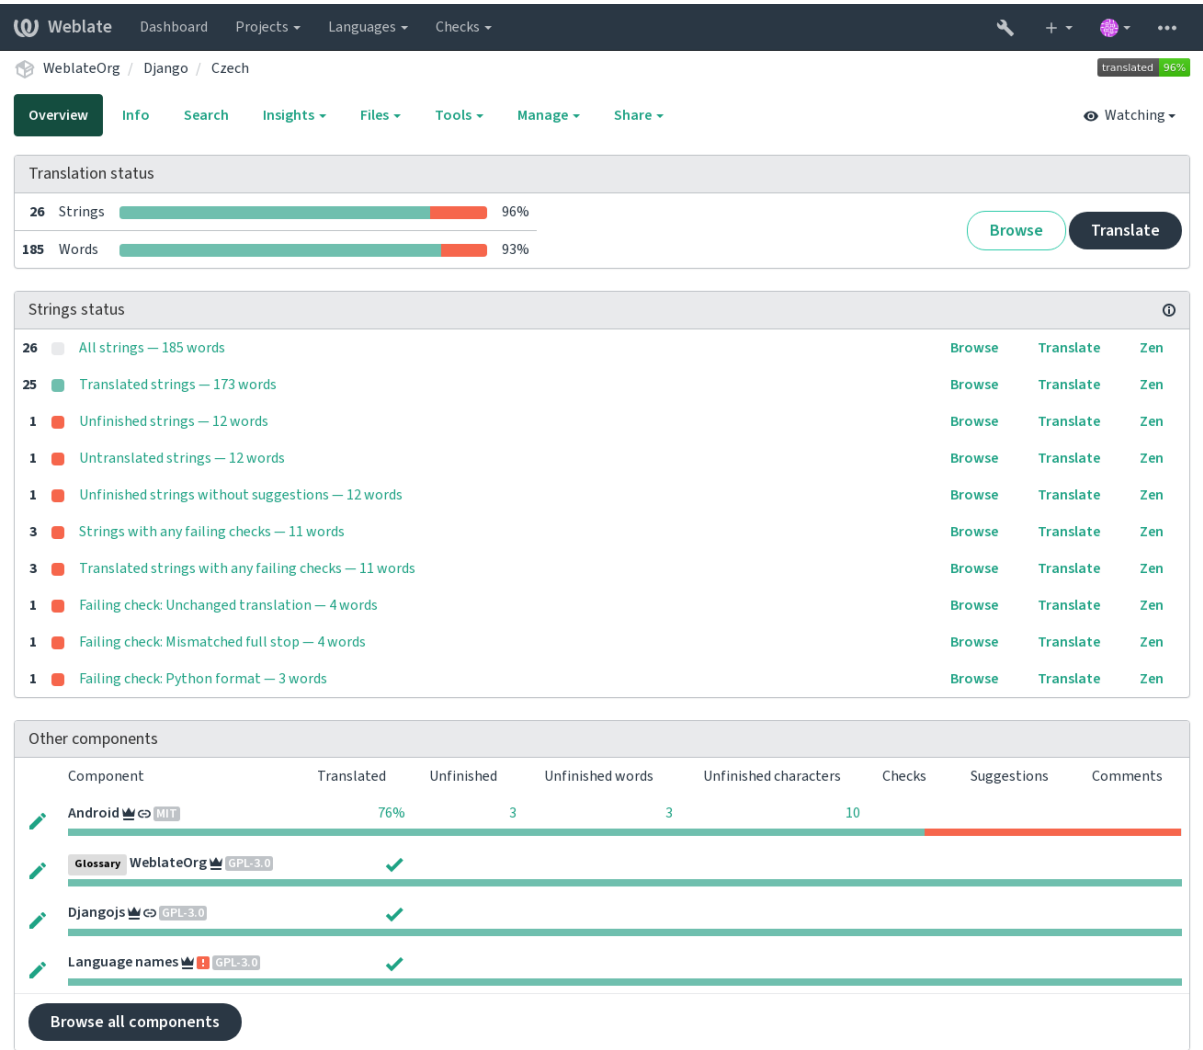 Weblate Dashboard Projects Languages Checks
WeblateOrg / Django / Czech translated 96%
Overview Info Search Insights Files Tools Manage Share Watching
Translation status
26 Strings 96%
185 Words 93%
Browse Translate
Strings status
26 All strings — 185 words Browse Translate Zen
25 Translated strings — 173 words Browse Translate Zen
1 Unfinished strings — 12 words Browse Translate Zen
1 Untranslated strings — 12 words Browse Translate Zen
1 Unfinished strings without suggestions — 12 words Browse Translate Zen
3 Strings with any failing checks — 11 words Browse Translate Zen
3 Translated strings with any failing checks — 11 words Browse Translate Zen
1 Failing check: Unchanged translation — 4 words Browse Translate Zen
1 Failing check: Mismatched full stop — 4 words Browse Translate Zen
1 Failing check: Python format — 3 words Browse Translate Zen
Other components
Component Translated Unfinished Unfinished words Unfinished characters Checks Suggestions Comments
Android MIT 76% 3 3 10
Glossary WeblateOrg GPL-3.0
Djangojs GPL-3.0
Language names GPL-3.0
Browse all components